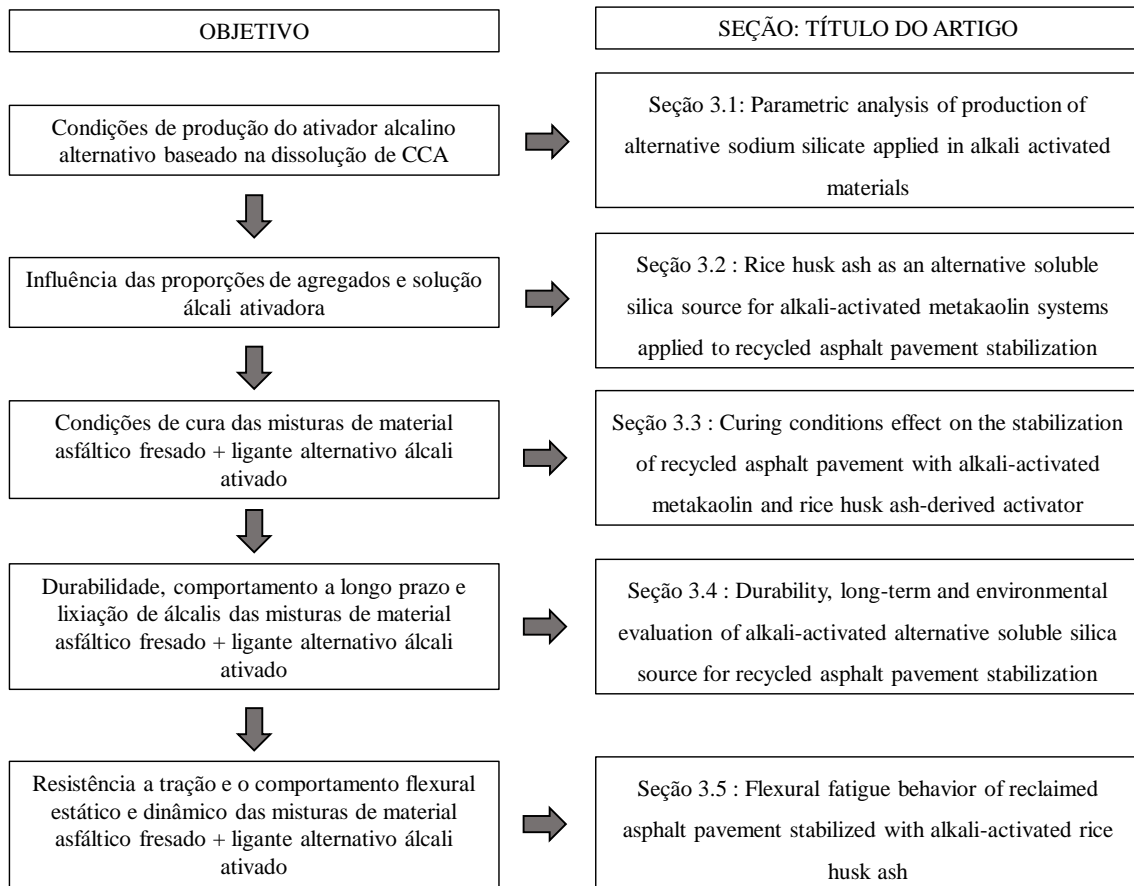 OBJETIVO
SEÇÃO: TÍTULO DO ARTIGO
Condições de produção do ativador alcalino
alternativo baseado na dissolução de CCA
Seção 3.1: Parametric analysis of production of
alternative sodium silicate applied in alkali activated
materials
Influência das proporções de agregados e solução
álcali ativadora
Seção 3.2 : Rice husk ash as an alternative soluble
silica source for alkali-activated metakaolin systems
applied to recycled asphalt pavement stabilization
Condições de cura das misturas de material
asfáltico fresado + ligante alternativo álcali
ativado
Seção 3.3 : Curing conditions effect on the stabilization
of recycled asphalt pavement with alkali-activated
metakaolin and rice husk ash-derived activator
Durabilidade, comportamento a longo prazo e
lixiação de álcalis das misturas de material
asfáltico fresado + ligante alternativo álcali
ativado
Seção 3.4 : Durability, long-term and environmental
evaluation of alkali-activated alternative soluble silica
source for recycled asphalt pavement stabilization
Resistência a tração e o comportamento flexural
estático e dinâmico das misturas de material
asfáltico fresado + ligante alternativo álcali
ativado
Seção 3.5 : Flexural fatigue behavior of reclaimed
asphalt pavement stabilized with alkali-activated rice
husk ash